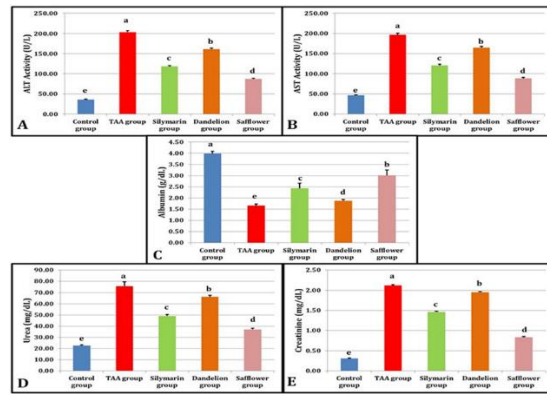 ALT Activity (U/L)
250.00
200.00
150.00
100.00
50.00
0.00
e
a
c
b
d
Control group
TAA group
Silymarin group
Dandelion group
Safflower group
A
AST Activity (U/L)
250.00
200.00
150.00
100.00
50.00
0.00
e
a
c
b
d
Control group
TAA group
Silymarin group
Dandelion group
Safflower group
B
Albumin (g/dL)
4.50
4.00
3.50
3.00
2.50
2.00
1.50
1.00
0.50
0.00
a
e
c
d
b
Control group
TAA group
Silymarin group
Dandelion group
Safflower group
C
Urea (mg/dL)
90.00
80.00
70.00
60.00
50.00
40.00
30.00
20.00
10.00
0.00
e
a
c
b
d
Control group
TAA group
Silymarin group
Dandelion group
Safflower group
D
Creatinine (mg/dL)
2.50
2.00
1.50
1.00
0.50
0.00
e
a
c
b
d
Control group
TAA group
Silymarin group
Dandelion group
Safflower group
E